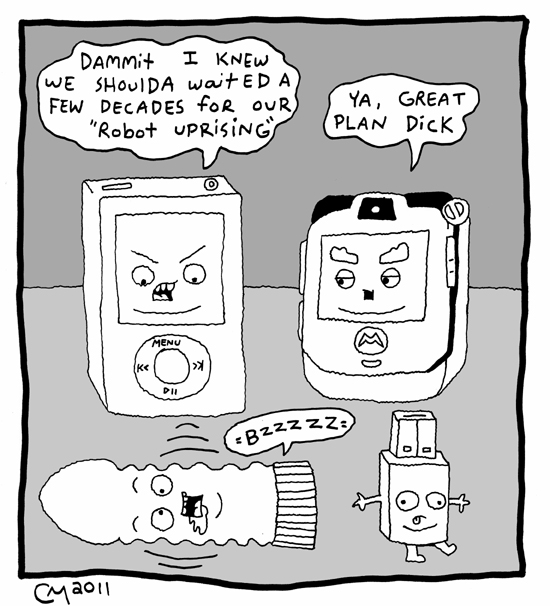 DAMMIT I KNEW
WE SHOULDA WAITED A
FEW DECADES FOR OUR
"ROBOT UPRISING"
YA, GREAT
PLAN DICK
MENU
=BZZZZZ=
CM2011